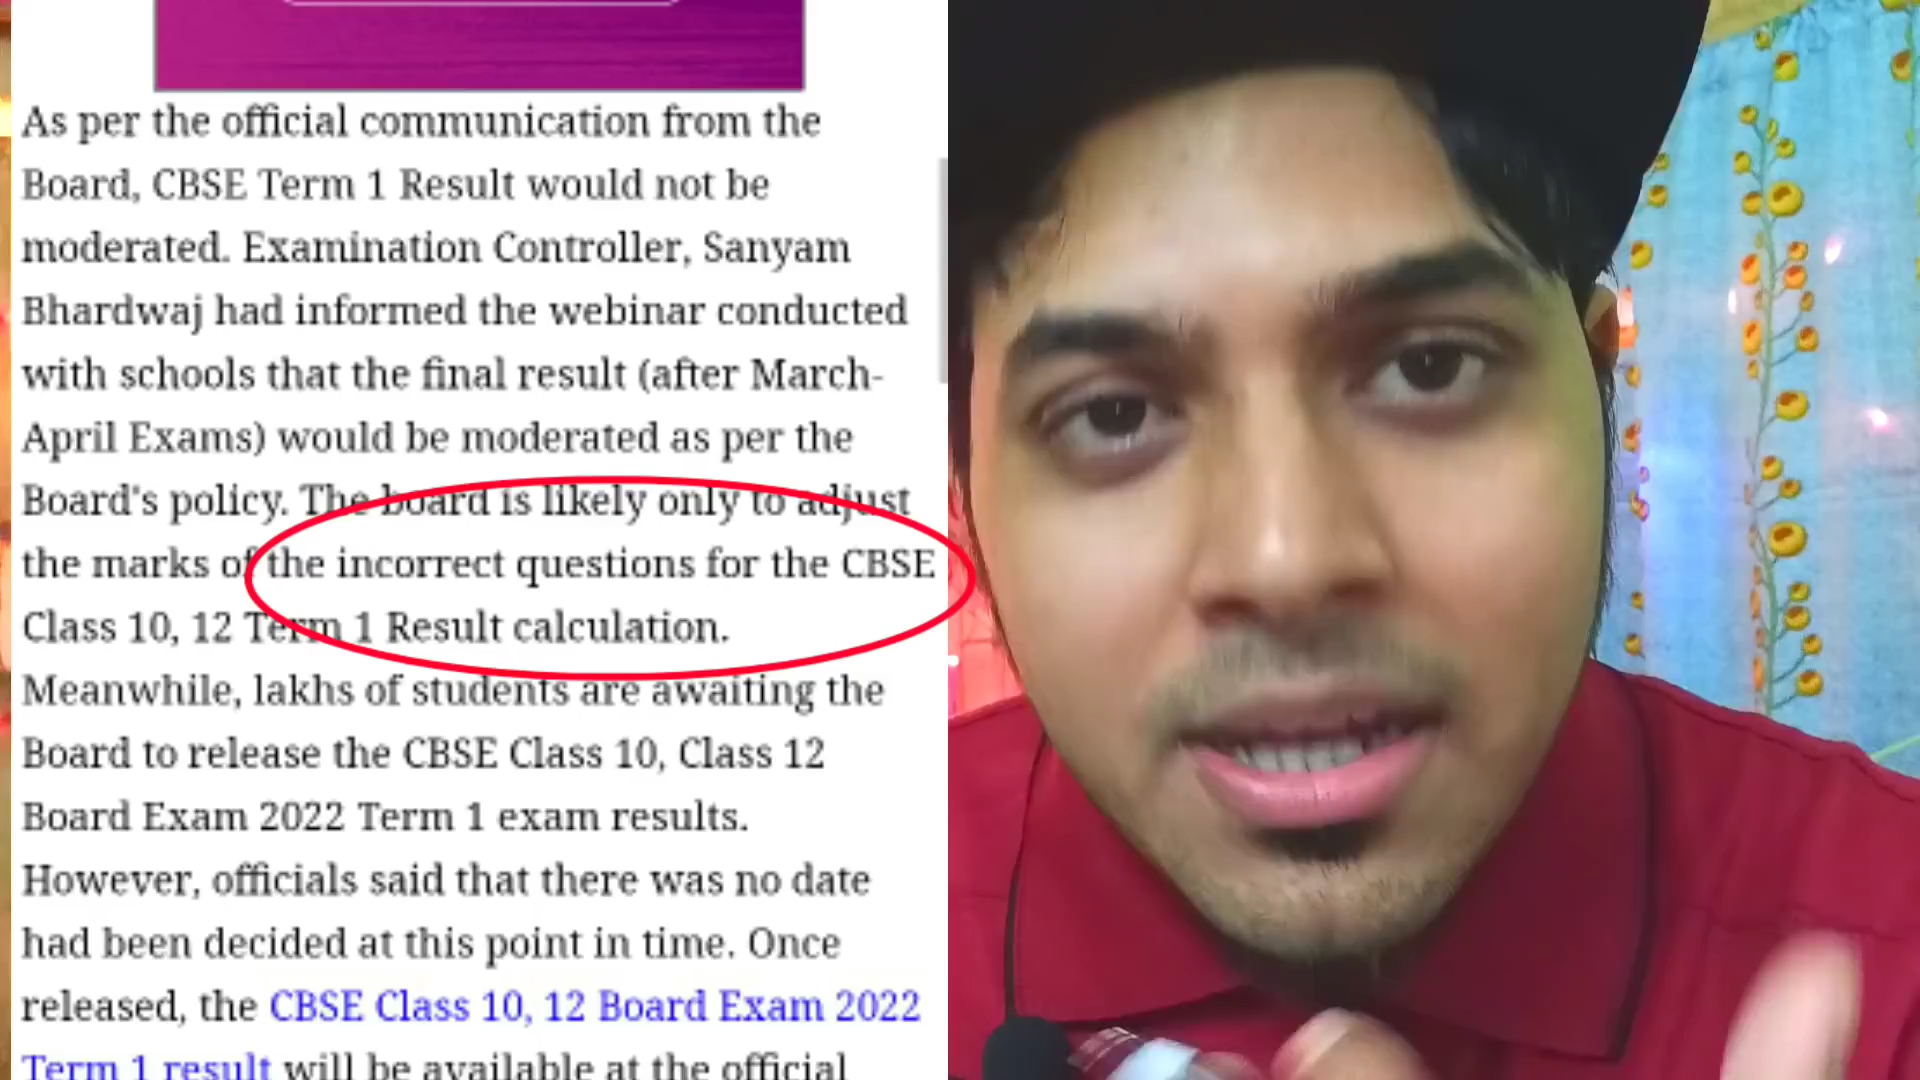 As per the official communication from the
Board, CBSE Term 1 Result would not be
moderated. Examination Controller, Sanyam
Bhardwaj had informed the webinar conducted
with schools that the final result (after March-
April Exams) would be moderated as per the
Board's policy. The board is likely only to adjust
the marks of the incorrect questions for the CBSE
Class 10, 12 Term 1 Result calculation.
Meanwhile, lakhs of students are awaiting the
Board to release the CBSE Class 10, Class 12
Board Exam 2022 Term 1 exam results.
However, officials said that there was no date
had been decided at this point in time. Once
released, the CBSE Class 10, 12 Board Exam 2022
Term 1 result will be available at the official